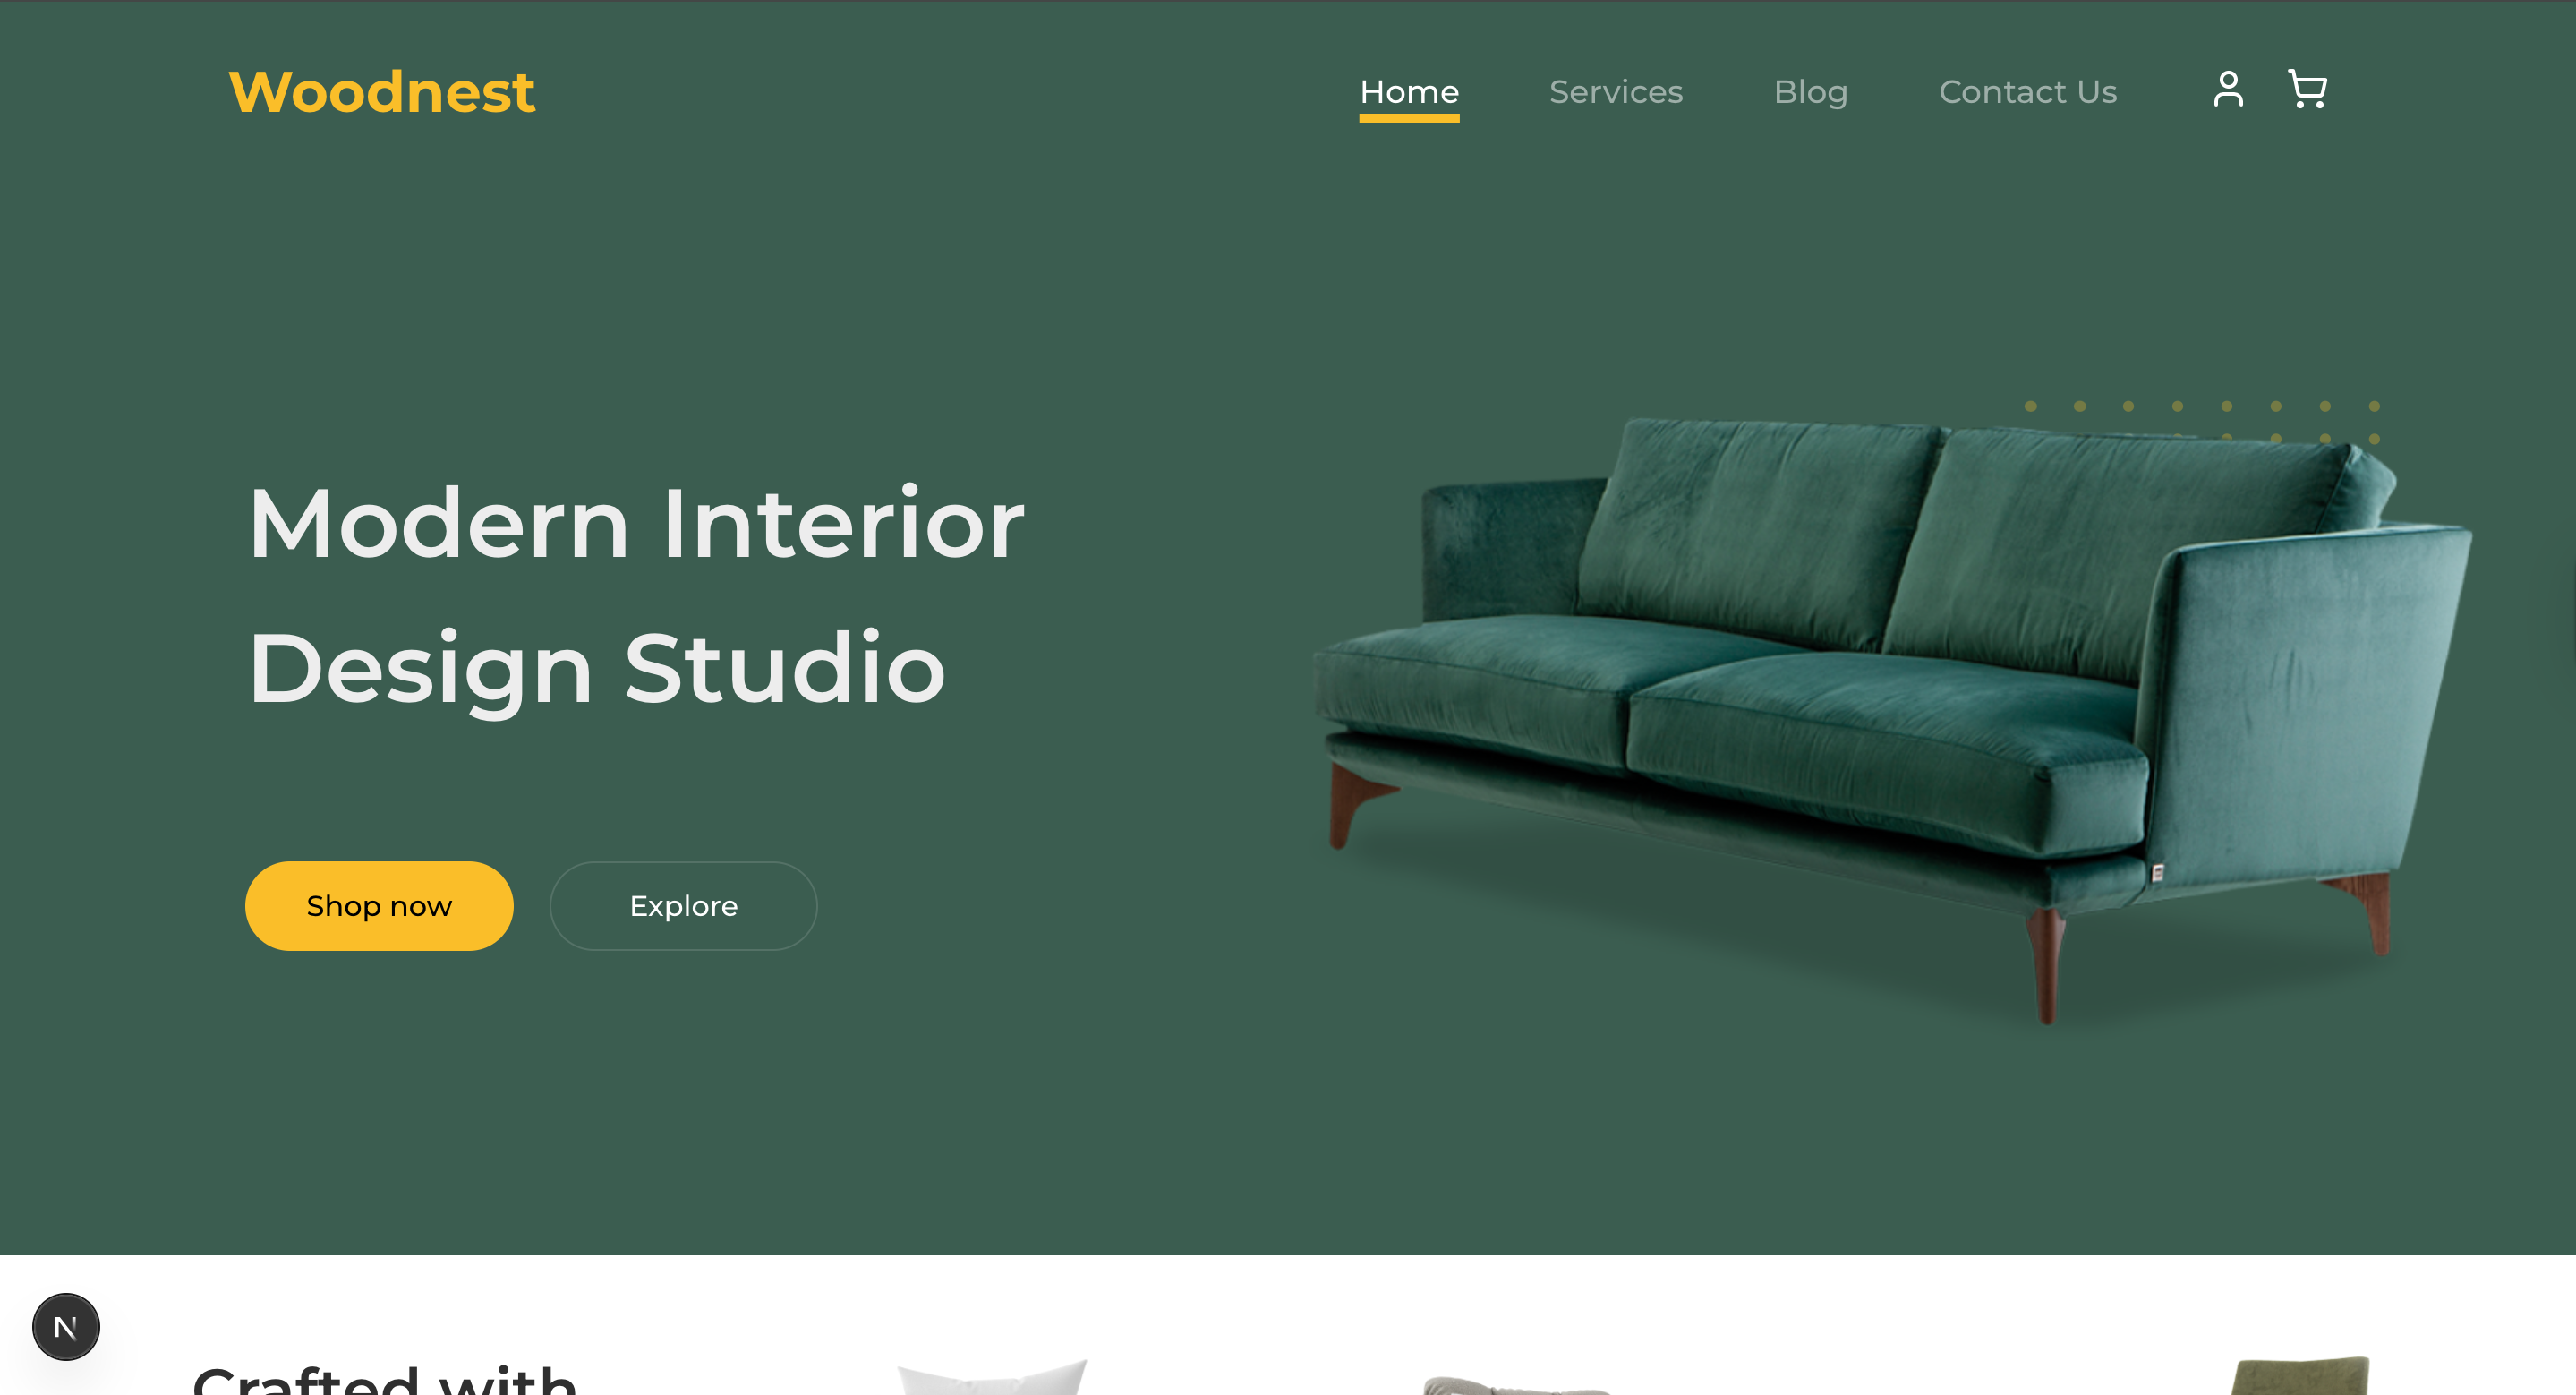 Woodnest
Home
Services
Blog
Contact Us
Modern Interior
Design Studio
Shop now
Explore
N
Crafted with